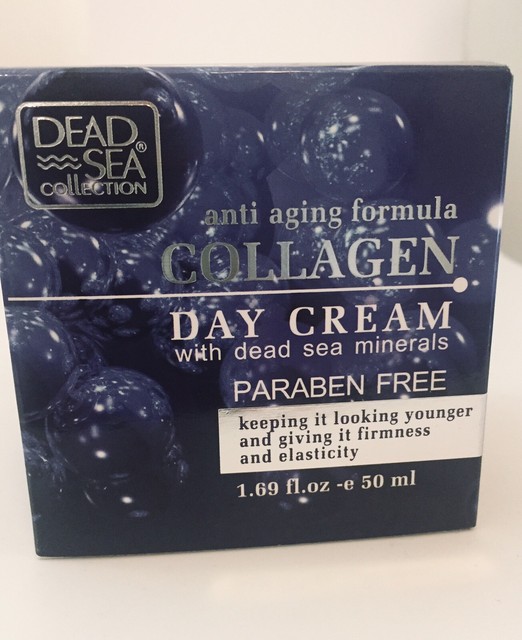 DEAD
SEA®
COLLECTION
anti aging formula
COLLAGEN
DAY CREAM
with dead sea minerals
PARABEN FREE
keeping it looking younger
and giving it firmness
and elasticity
1.69 fl.oz -e 50 ml